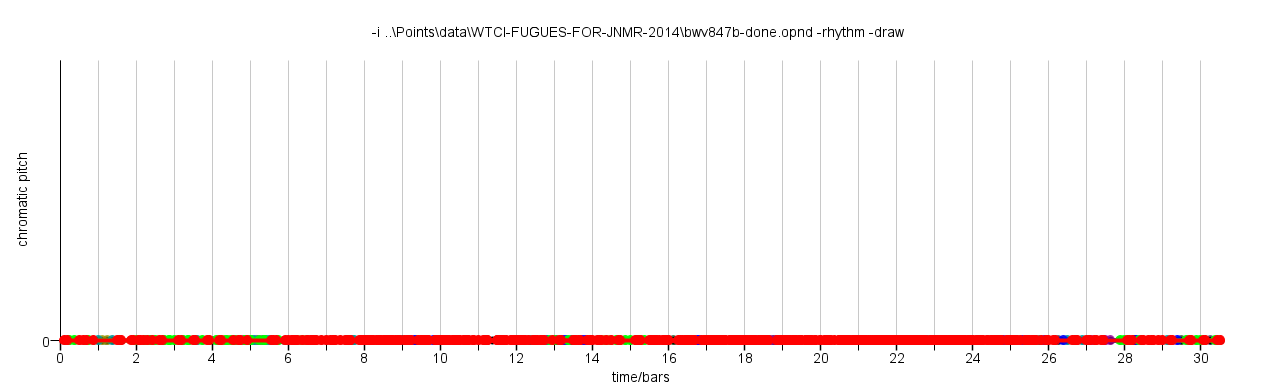 -i ..\Points\data\WTCI-FUGUES-FOR-JNMR-2014\bwv847b-done.opnd -rhythm -draw
chromatic pitch
0
0 2 4 6 8 10 12 14 16 18 20 22 24 26 28 30
time/bars